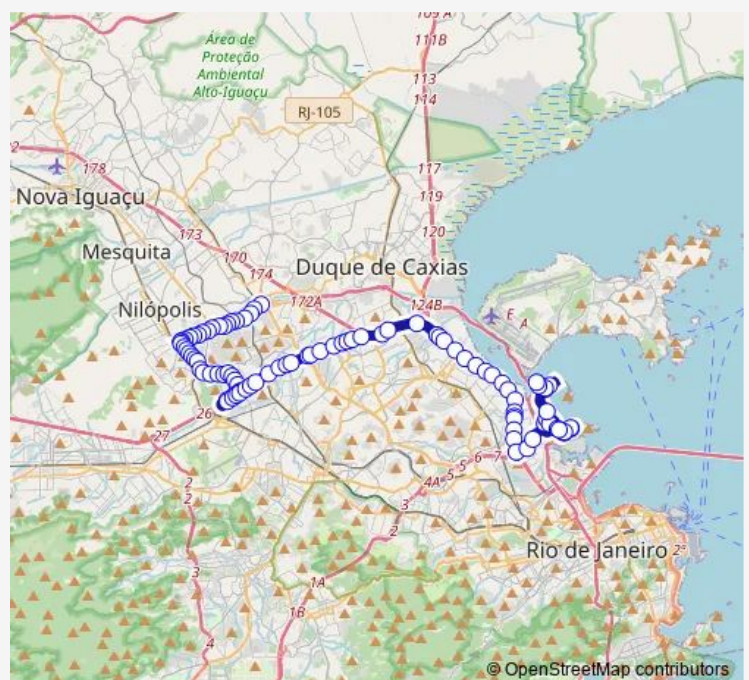 109 A
111B
Área de
Proteção
Ambiental
Alto-Iguaçu
113
114
RJ-105
117
178
119
Nova Iguaçu
173
120
170
Mesquita
174
Duque de Caxias
172A
124B
Nilópolis
E
A
26
27
7
6
5
5
4A
2
2
3
2
Rio de Janeiro
2ª
3
1A
1B
4
© OpenStreetMap contributors